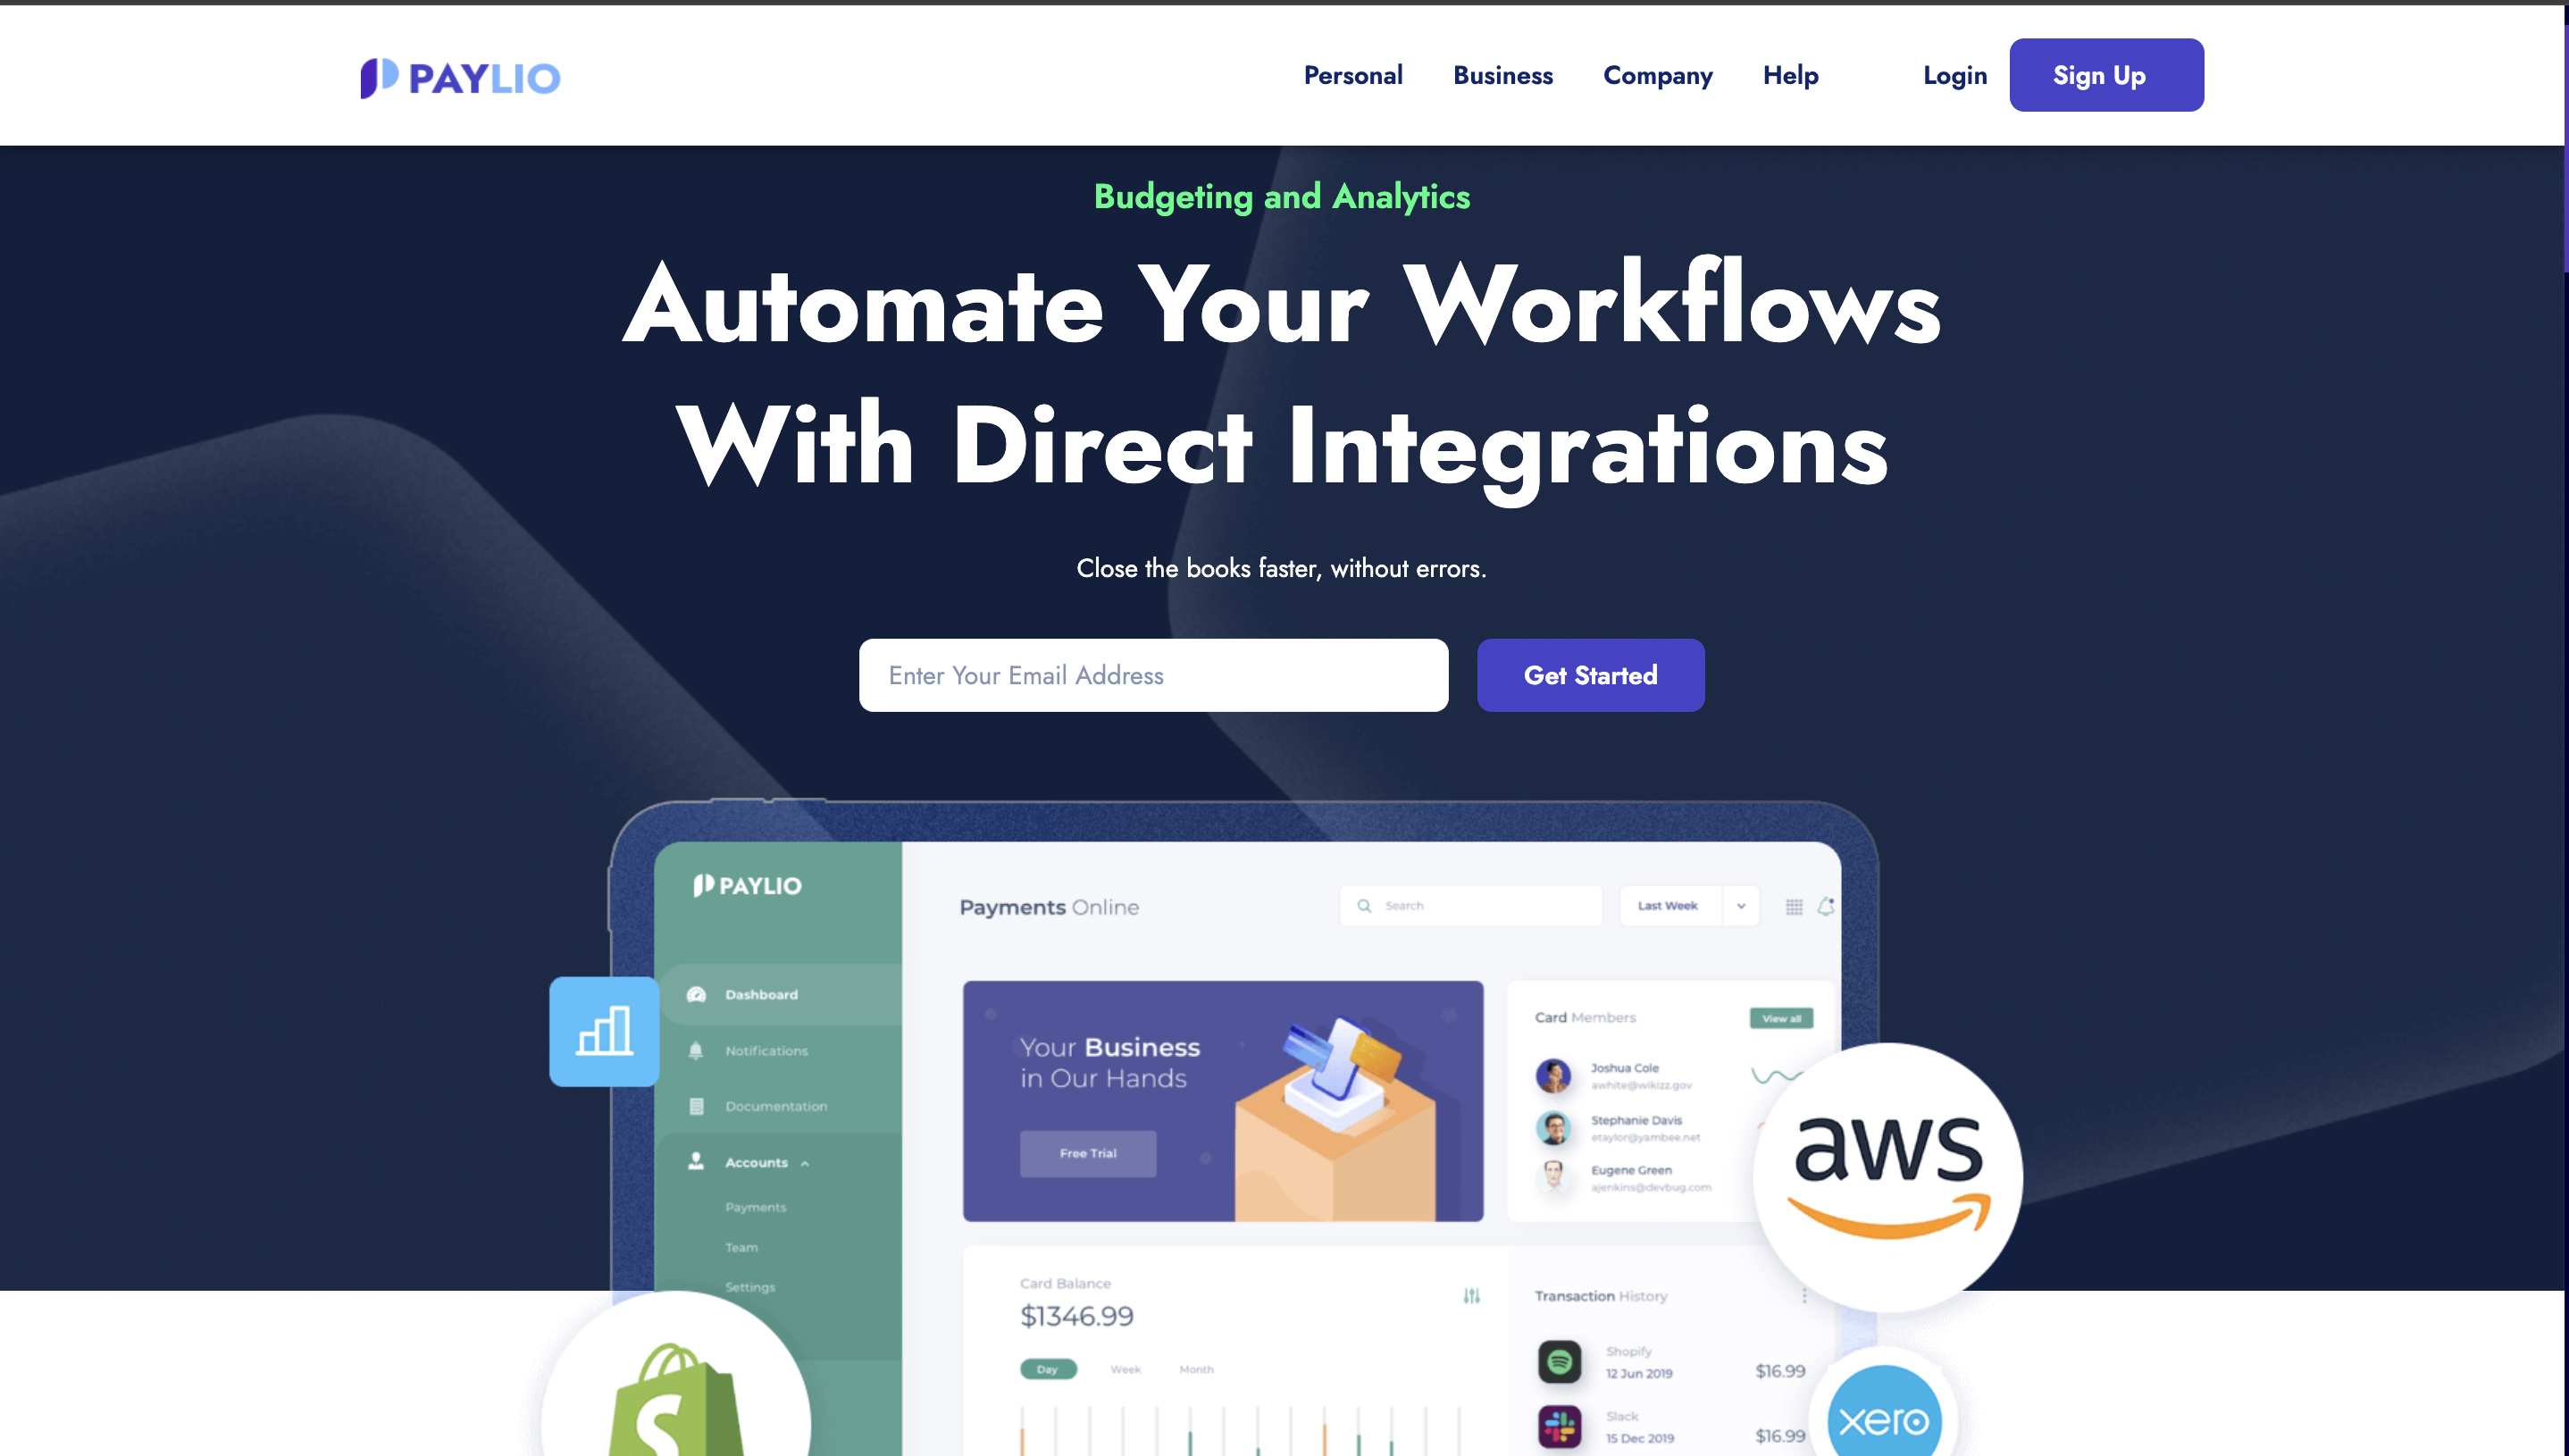 PAYLIO
Personal Business Company Help Login Sign Up
Budgeting and Analytics
Automate Your Workflows
With Direct Integrations
Close the books faster, without errors.
Enter Your Email Address Get Started
PAYLIO
Dashboard
Notifications
Documentation
Accounts
Payments
Team
Settings
Payments Online
Search
Last Week
Your Business
in Our Hands
Free Trial
Card Members
View all
Joshua Cole
awhite@wikizz.gov
Stephanie Davis
etaylor@yambee.net
Eugene Green
ajenkins@devbug.com
aws
Card Balance
$1346.99
Day Week Month
Transaction History
Shopify
12 Jun 2019
$16.99
Slack
15 Dec 2019
$16.99
xero
S